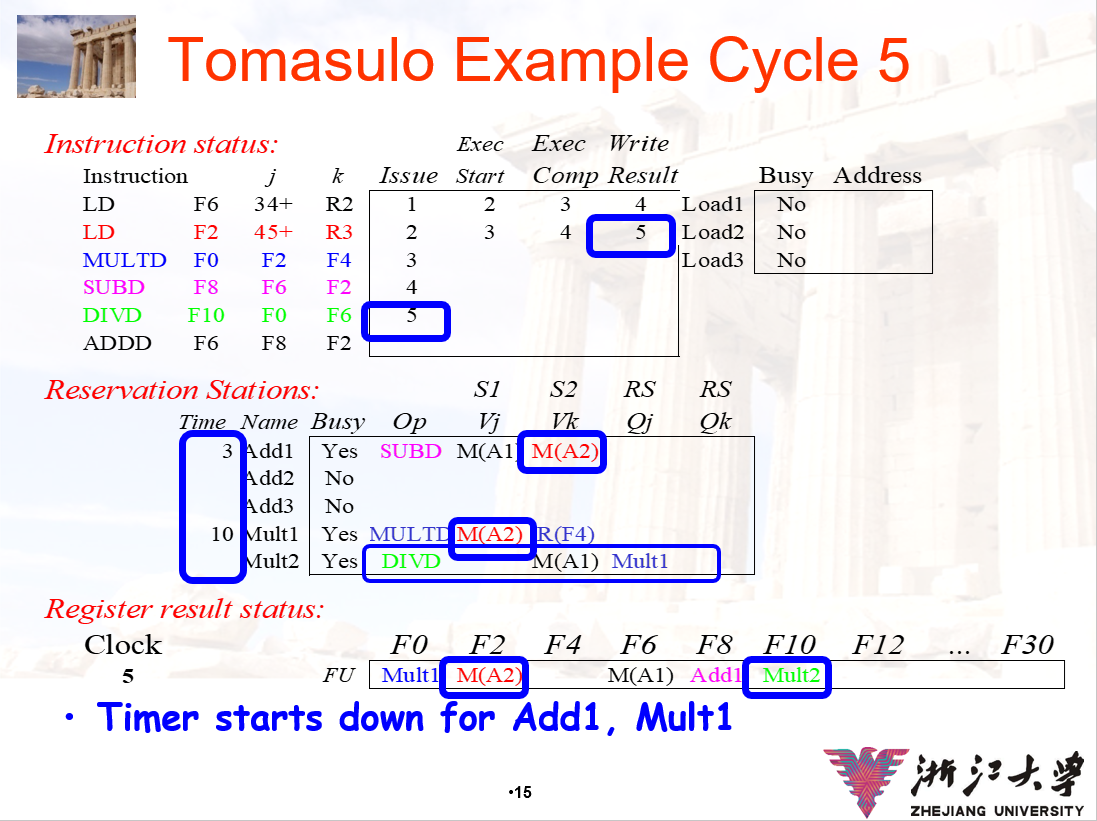 Tomasulo Example Cycle 5
Instruction status: Exec Exec Write
Instruction j k Issue Start Comp Result Busy Address
LD F6 34+ R2 1 2 3 4 Load1 No
LD F2 45+ R3 2 3 4 5 Load2 No
MULTD F0 F2 F4 3 Load3 No
SUBD F8 F6 F2 4
DIVD F10 F0 F6 5
ADDD F6 F8 F2
Reservation Stations: S1 S2 RS RS
Time Name Busy Op Vj Vk Qj Qk
3 Add1 Yes SUBD M(A1) M(A2)
Add2 No
Add3 No
10 Mult1 Yes MULTD M(A2) R(F4)
Mult2 Yes DIVD M(A1) Mult1
Register result status:
Clock F0 F2 F4 F6 F8 F10 F12 ... F30
5 FU Mult1 M(A2) M(A1) Add1 Mult2
• Timer starts down for Add1, Mult1
浙江大学
ZHEJIANG UNIVERSITY
•15